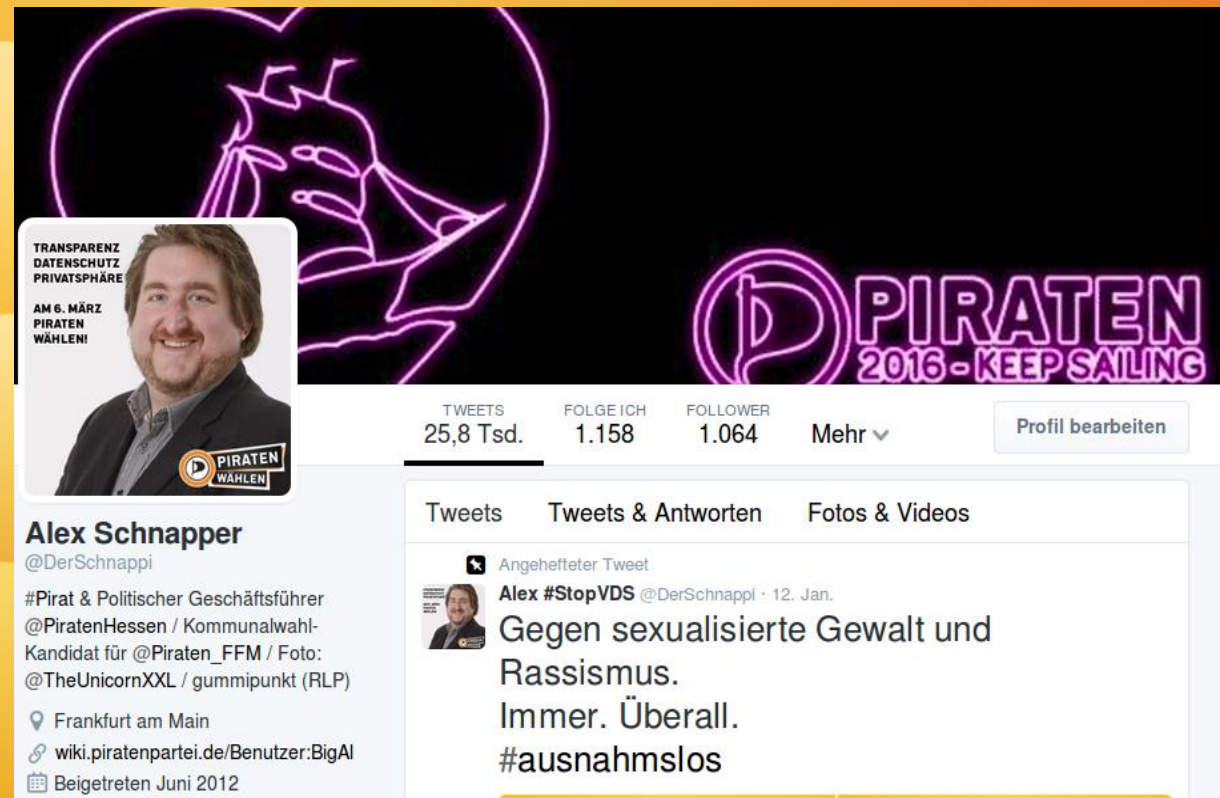 PIRATEN
2016 - KEEP SAILING
TRANSPARENZ
DATENSCHUTZ
PRIVATSPHÄRE
AM 6. MÄRZ
PIRATEN
WÄHLEN!
PIRATEN
WÄHLEN
TWEETS
25,8 Tsd.
FOLGE ICH
1.158
FOLLOWER
1.064
Mehr
Profil bearbeiten
Alex Schnapper
@DerSchnappi
#Pirat & Politischer Geschäftsführer
@PiratenHessen / Kommunalwahl-
Kandidat für @Piraten_FFM / Foto:
@TheUnicornXXL / gummipunkt (RLP)
Frankfurt am Main
wiki.piratenpartei.de/Benutzer:BigAl
Beigetreten Juni 2012
Tweets Tweets & Antworten Fotos & Videos
Angehefteter Tweet
Alex #StopVDS @DerSchnappi · 12. Jan.
Gegen sexualisierte Gewalt und
Rassismus.
Immer. Überall.
#ausnahmslos